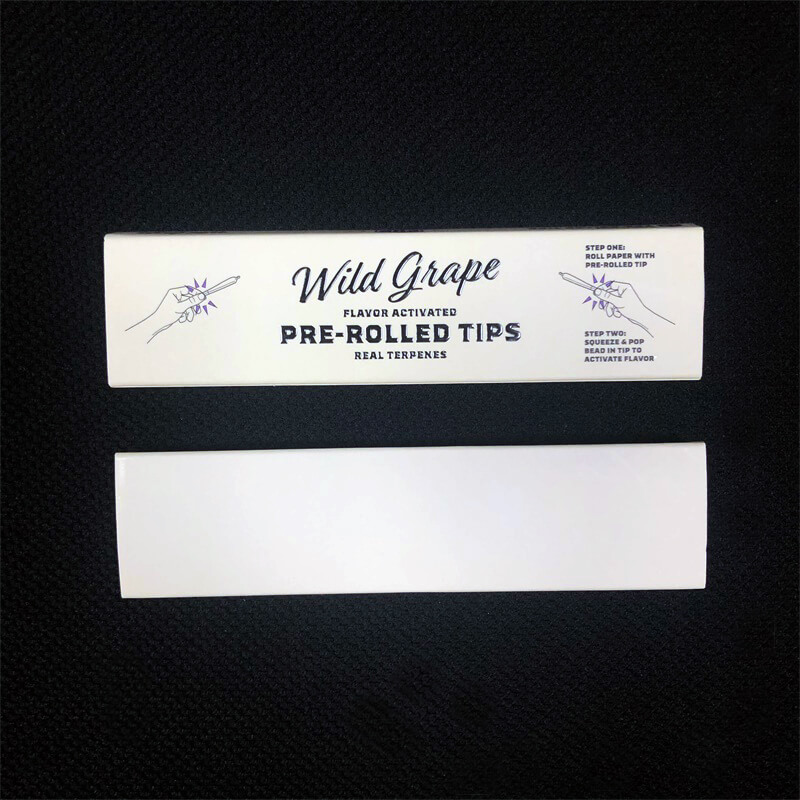 Wild Grape
FLAVOR ACTIVATED
PRE-ROLLED TIPS
REAL TERPENES
STEP ONE:
ROLL PAPER WITH
PRE-ROLLED TIP
STEP TWO:
SQUEEZE & POP
BEAD IN TIP TO
ACTIVATE FLAVOR